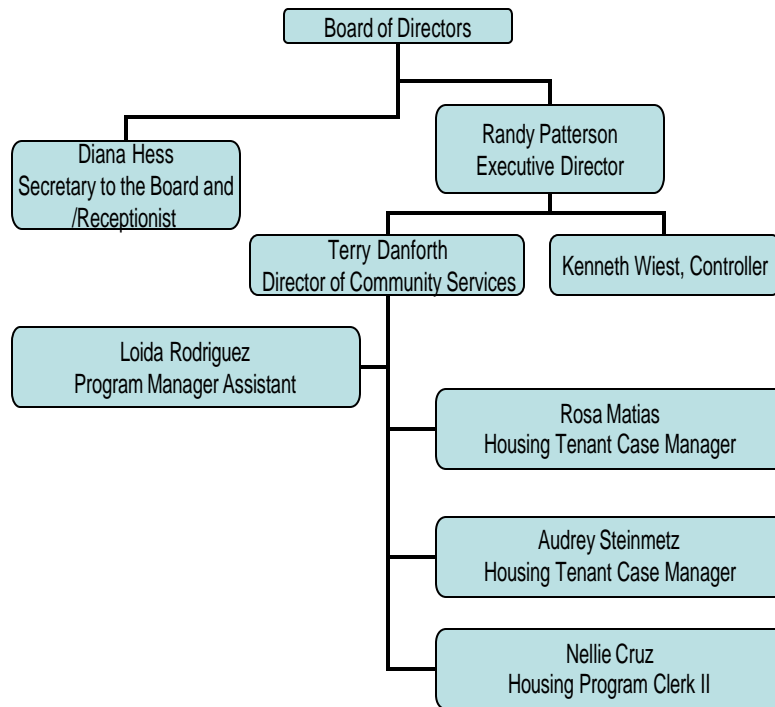 Board of Directors
Diana Hess
Secretary to the Board and
/Receptionist
Randy Patterson
Executive Director
Terry Danforth
Director of Community Services
Kenneth Wiest, Controller
Loida Rodriguez
Program Manager Assistant
Rosa Matias
Housing Tenant Case Manager
Audrey Steinmetz
Housing Tenant Case Manager
Nellie Cruz
Housing Program Clerk II